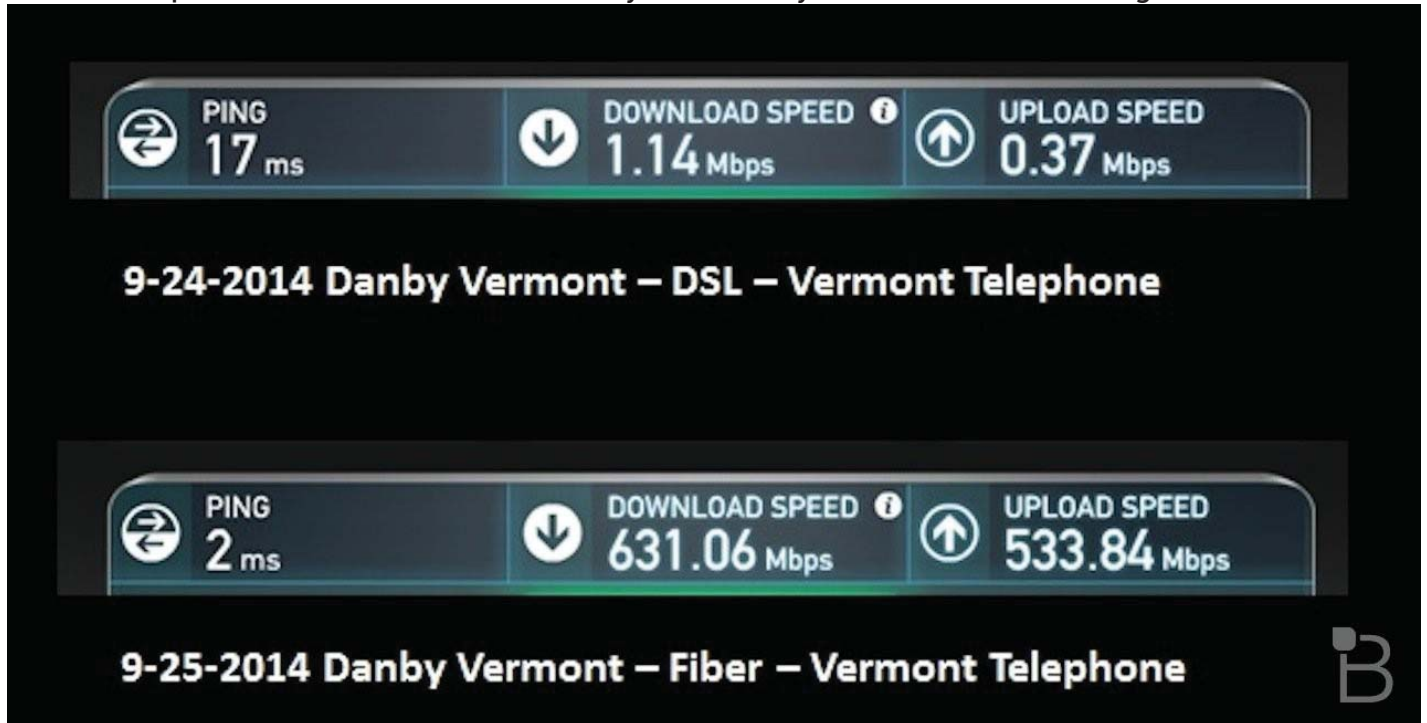 PING
17 ms
DOWNLOAD SPEED i
1.14 Mbps
UPLOAD SPEED
0.37 Mbps
9-24-2014 Danby Vermont – DSL – Vermont Telephone
PING
2 ms
DOWNLOAD SPEED i
631.06 Mbps
UPLOAD SPEED
533.84 Mbps
9-25-2014 Danby Vermont – Fiber – Vermont Telephone
B